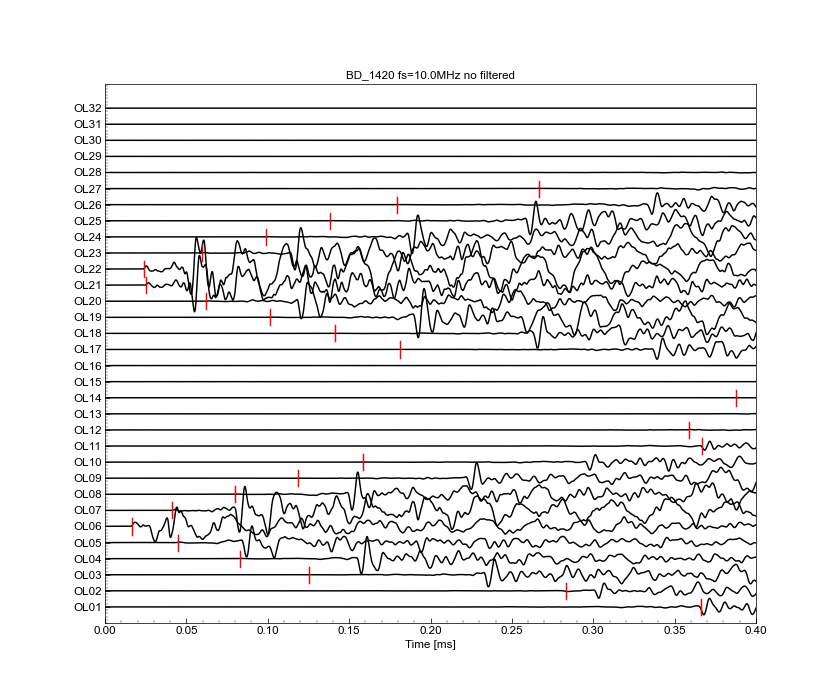 BD_1420 fs=10.0MHz no filtered
OL32
OL31
OL30
OL29
OL28
OL27
OL26
OL25
OL24
OL23
OL22
OL21
OL20
OL19
OL18
OL17
OL16
OL15
OL14
OL13
OL12
OL11
OL10
OL09
OL08
OL07
OL06
OL05
OL04
OL03
OL02
OL01
0.00 0.05 0.10 0.15 0.20 0.25 0.30 0.35 0.40
Time [ms]